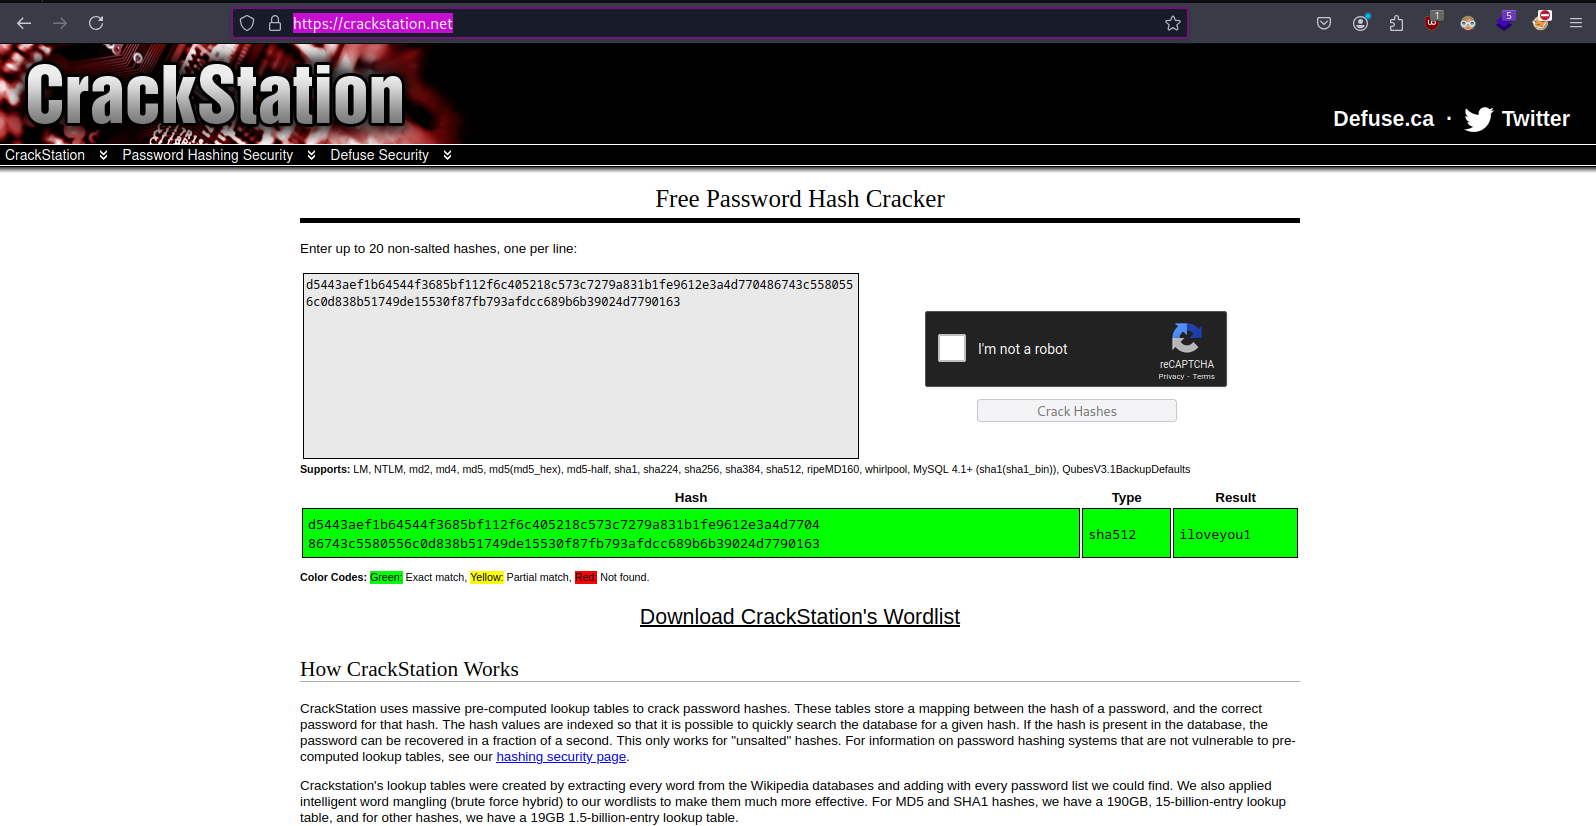 https://crackstation.net
1
5
CrackStation
Defuse.ca · Twitter
CrackStation Password Hashing Security Defuse Security
Free Password Hash Cracker
Enter up to 20 non-salted hashes, one per line:
d5443aef1b64544f3685bf112f6c405218c573c7279a831b1fe9612e3a4d770486743c558055
6c0d838b51749de15530f87fb793afdcc689b6b39024d7790163
I'm not a robot
reCAPTCHA
Privacy - Terms
Crack Hashes
Supports: LM, NTLM, md2, md4, md5, md5(md5_hex), md5-half, sha1, sha224, sha256, sha384, sha512, ripeMD160, whirlpool, MySQL 4.1+ (sha1(sha1_bin)), QubesV3.1BackupDefaults
Hash Type Result
d5443aef1b64544f3685bf112f6c405218c573c7279a831b1fe9612e3a4d7704
86743c5580556c0d838b51749de15530f87fb793afdcc689b6b39024d7790163
sha512
iloveyou1
Color Codes: Green: Exact match, Yellow: Partial match, Red: Not found.
Download CrackStation's Wordlist
How CrackStation Works
CrackStation uses massive pre-computed lookup tables to crack password hashes. These tables store a mapping between the hash of a password, and the correct
password for that hash. The hash values are indexed so that it is possible to quickly search the database for a given hash. If the hash is present in the database, the
password can be recovered in a fraction of a second. This only works for "unsalted" hashes. For information on password hashing systems that are not vulnerable to pre-
computed lookup tables, see our hashing security page.
Crackstation's lookup tables were created by extracting every word from the Wikipedia databases and adding with every password list we could find. We also applied
intelligent word mangling (brute force hybrid) to our wordlists to make them much more effective. For MD5 and SHA1 hashes, we have a 190GB, 15-billion-entry lookup
table, and for other hashes, we have a 19GB 1.5-billion-entry lookup table.